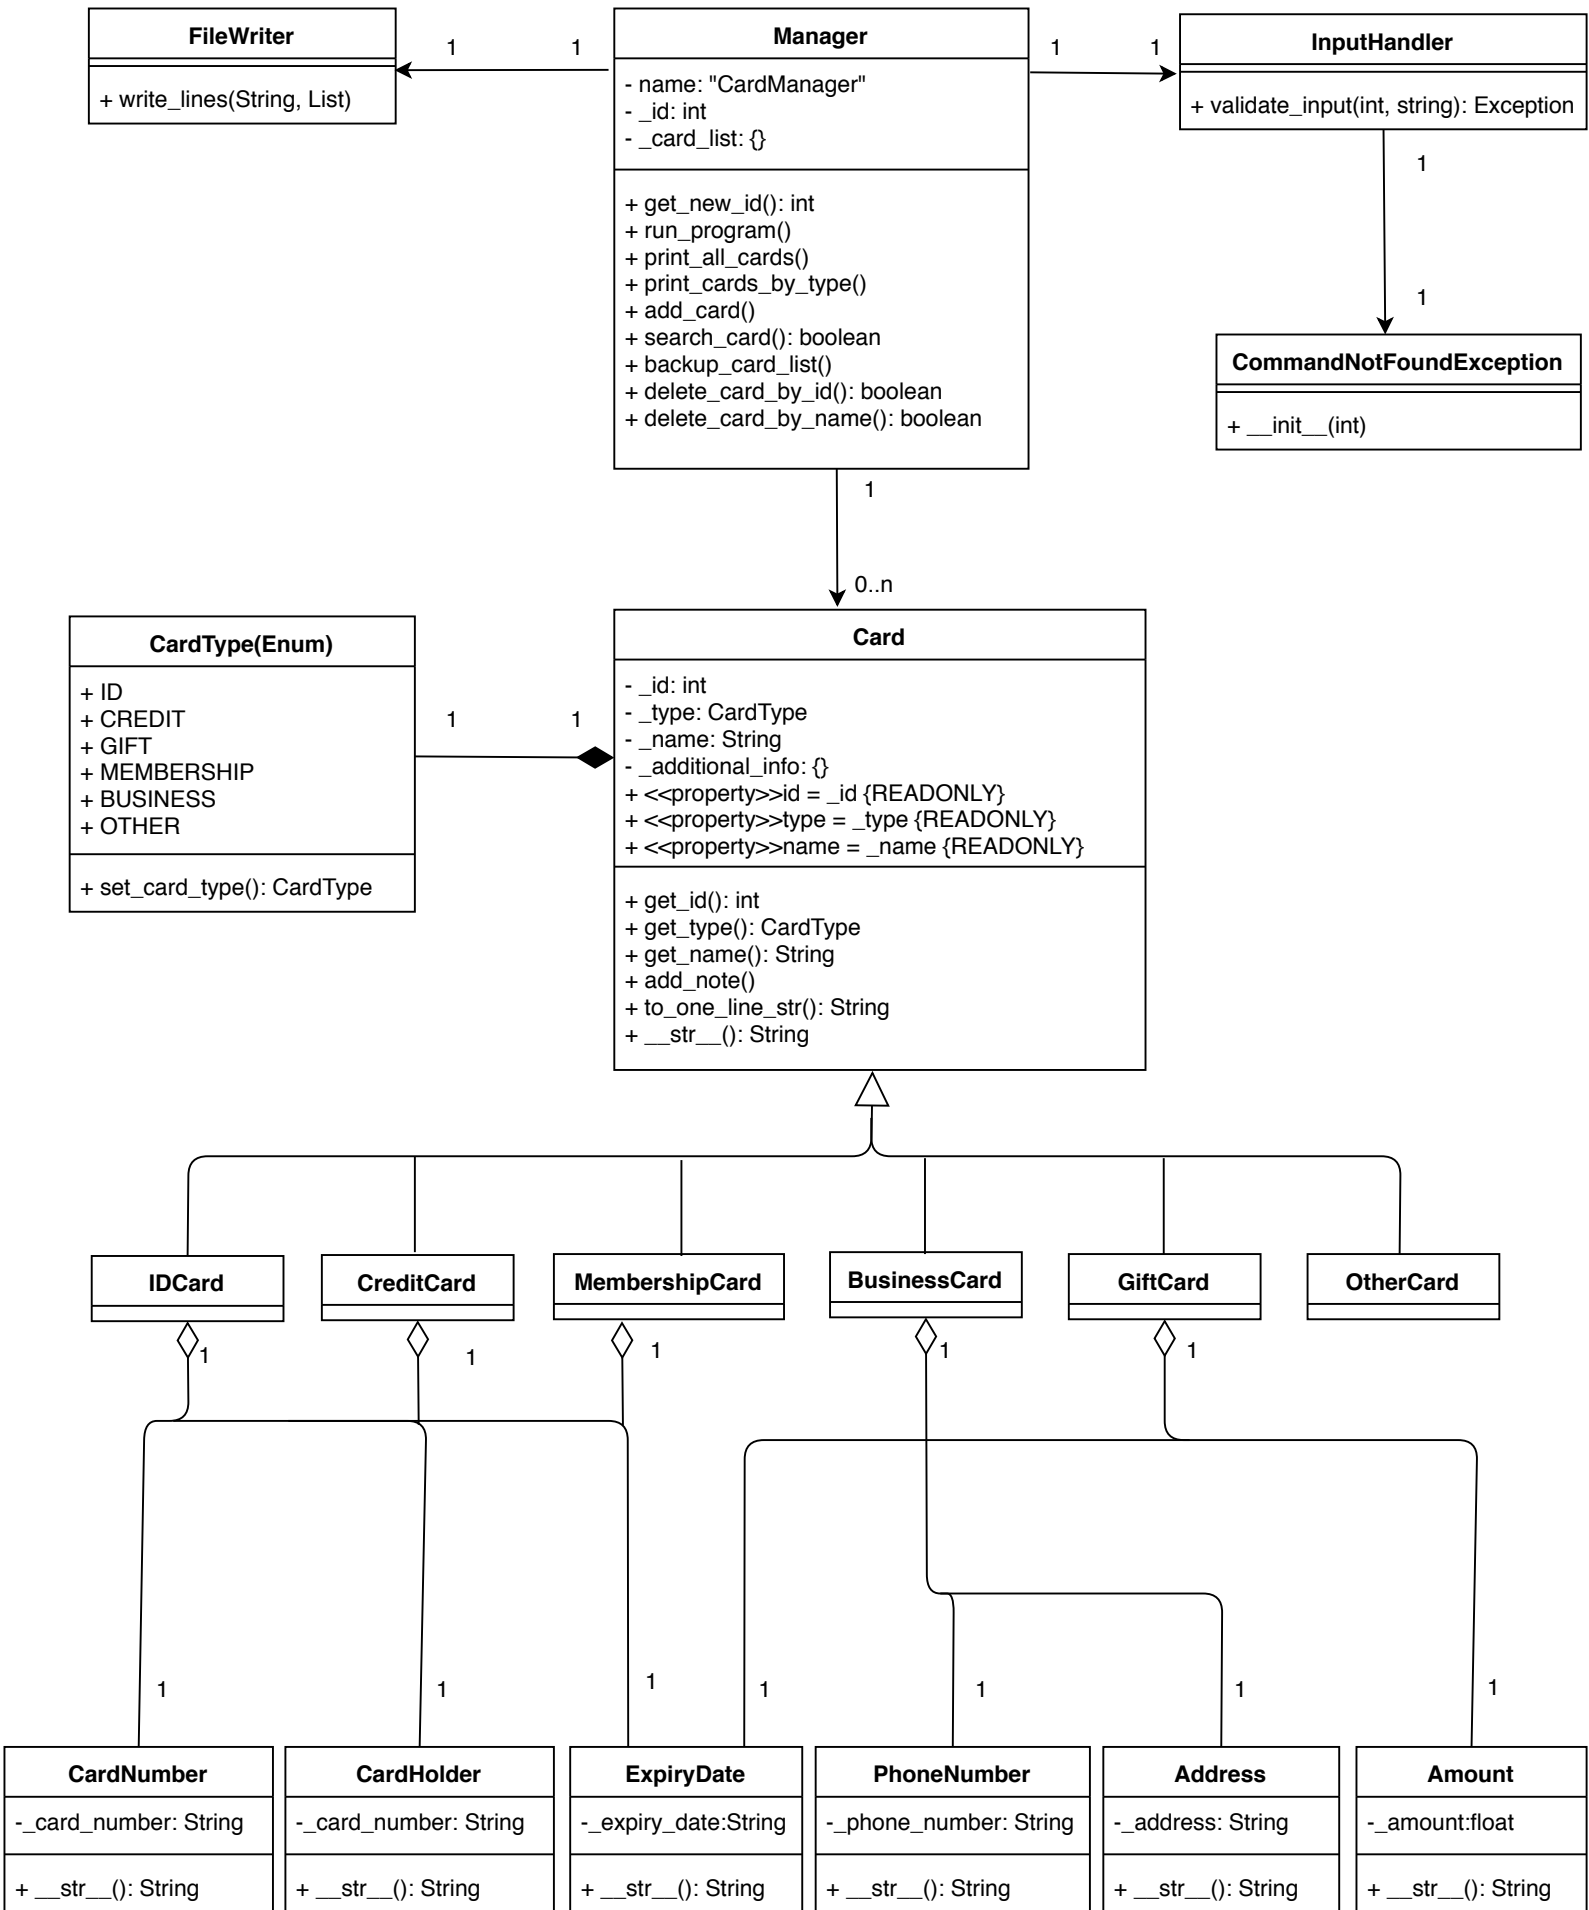 FileWriter
+ write_lines(String, List)
1
1
Manager
- name: "CardManager"
- _id: int
- _card_list: {}
+ get_new_id(): int
+ run_program()
+ print_all_cards()
+ print_cards_by_type()
+ add_card()
+ search_card(): boolean
+ backup_card_list()
+ delete_card_by_id(): boolean
+ delete_card_by_name(): boolean
1
1
InputHandler
+ validate_input(int, string): Exception
1
1
CommandNotFoundException
+ __init__(int)
1
0..n
CardType(Enum)
+ ID
+ CREDIT
+ GIFT
+ MEMBERSHIP
+ BUSINESS
+ OTHER
+ set_card_type(): CardType
1
1
Card
- _id: int
- _type: CardType
- _name: String
- _additional_info: {}
+ <<property>>id = _id {READONLY}
+ <<property>>type = _type {READONLY}
+ <<property>>name = _name {READONLY}
+ get_id(): int
+ get_type(): CardType
+ get_name(): String
+ add_note()
+ to_one_line_str(): String
+ __str__(): String
IDCard
CreditCard
MembershipCard
BusinessCard
GiftCard
OtherCard
1
1
1
1
1
1
1
1
1
1
1
1
CardNumber
-_card_number: String
+ __str__(): String
CardHolder
-_card_number: String
+ __str__(): String
ExpiryDate
-_expiry_date:String
+ __str__(): String
PhoneNumber
-_phone_number: String
+ __str__(): String
Address
-_address: String
+ __str__(): String
Amount
-_amount:float
+ __str__(): String